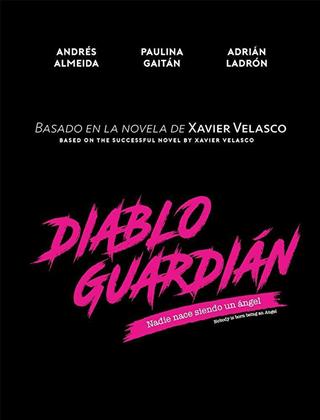 ANDRÉS PAULINA ADRIÁN
ALMEIDA GAITÁN LADRÓN
BASADO EN LA NOVELA DE XAVIER VELASCO
BASED ON THE SUCCESSFUL NOVEL BY XAVIER VELASCO
DIABLO
GUARDIÁN
Nadie nace siendo un ángel
Nobody is born being an Angel